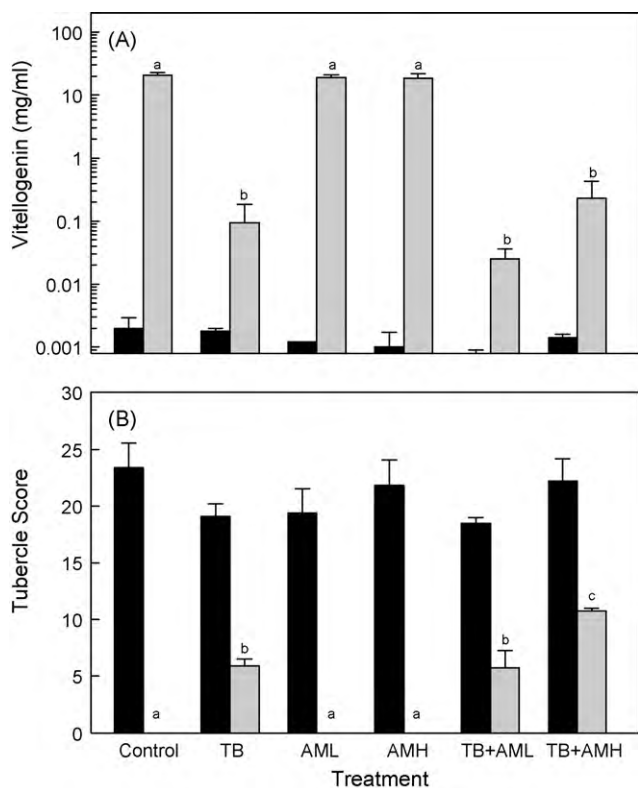 (A)
Vitellogenin (mg/ml)
100
10
1
0.1
0.01
0.001
a
b
a
a
b
b
(B)
Tubercle Score
30
25
20
15
10
5
0
a
b
a
a
b
c
Control TB AML AMH TB+AML TB+AMH
Treatment